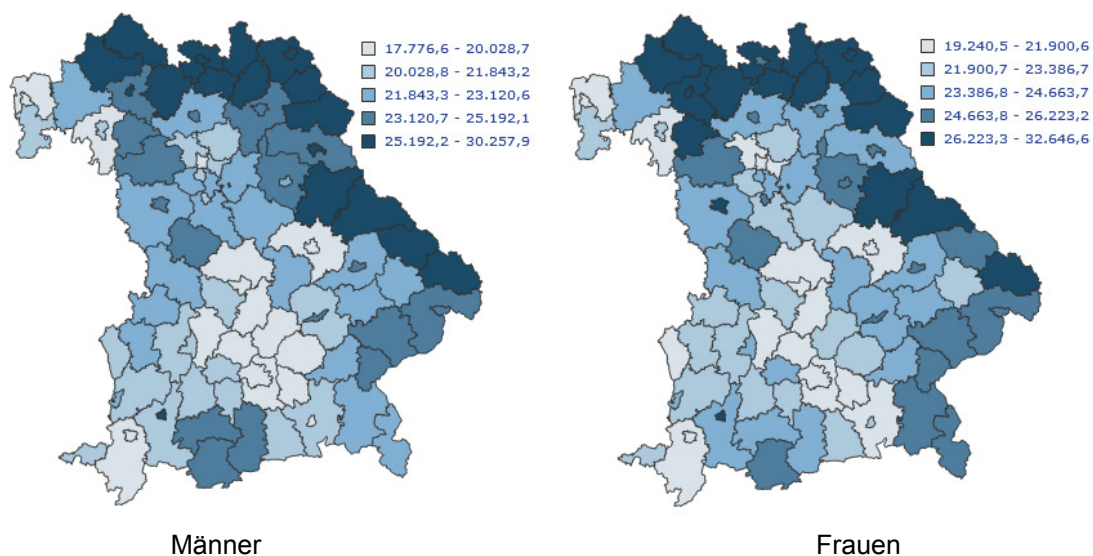 17.776,6 - 20.028,7
20.028,8 - 21.843,2
21.843,3 - 23.120,6
23.120,7 - 25.192,1
25.192,2 - 30.257,9
19.240,5 - 21.900,6
21.900,7 - 23.386,7
23.386,8 - 24.663,7
24.663,8 - 26.223,2
26.223,3 - 32.646,6
Männer
Frauen